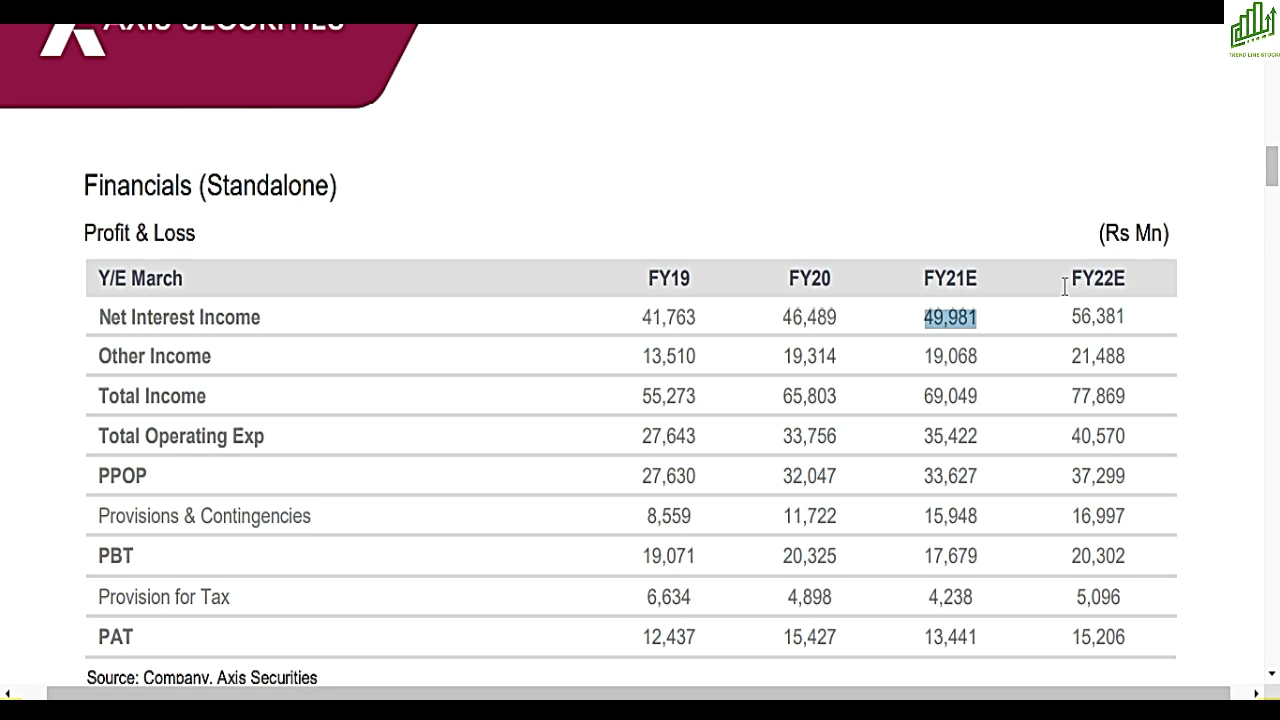 AXIS SECURITIES
TREND LINE STOCKS
Financials (Standalone)
Profit & Loss (Rs Mn)
Y/E March FY19 FY20 FY21E FY22E
Net Interest Income 41,763 46,489 49,981 56,381
Other Income 13,510 19,314 19,068 21,488
Total Income 55,273 65,803 69,049 77,869
Total Operating Exp 27,643 33,756 35,422 40,570
PPOP 27,630 32,047 33,627 37,299
Provisions & Contingencies 8,559 11,722 15,948 16,997
PBT 19,071 20,325 17,679 20,302
Provision for Tax 6,634 4,898 4,238 5,096
PAT 12,437 15,427 13,441 15,206
Source: Company, Axis Securities